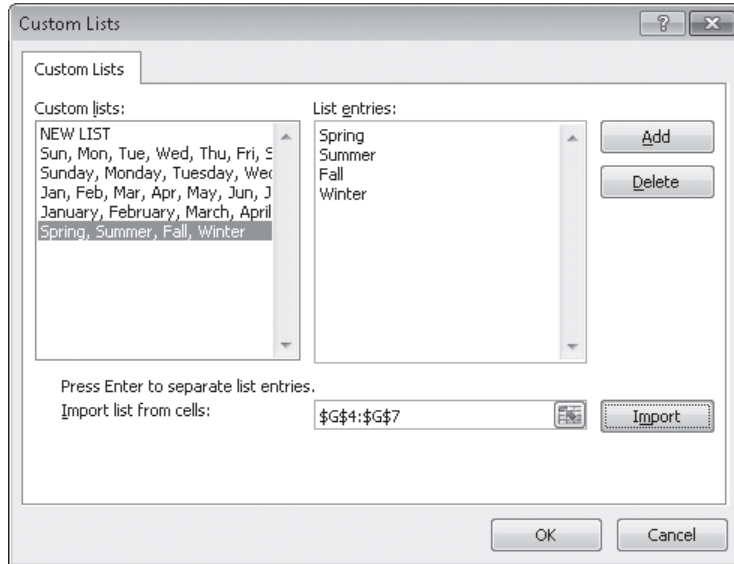 Custom Lists
Custom Lists
Custom lists:
NEW LIST
Sun, Mon, Tue, Wed, Thu, Fri, S
Sunday, Monday, Tuesday, Wed
Jan, Feb, Mar, Apr, May, Jun, J
January, February, March, April
Spring, Summer, Fall, Winter
List entries:
Spring
Summer
Fall
Winter
Add
Delete
Press Enter to separate list entries.
Import list from cells:
$G$4:$G$7
Import
OK
Cancel